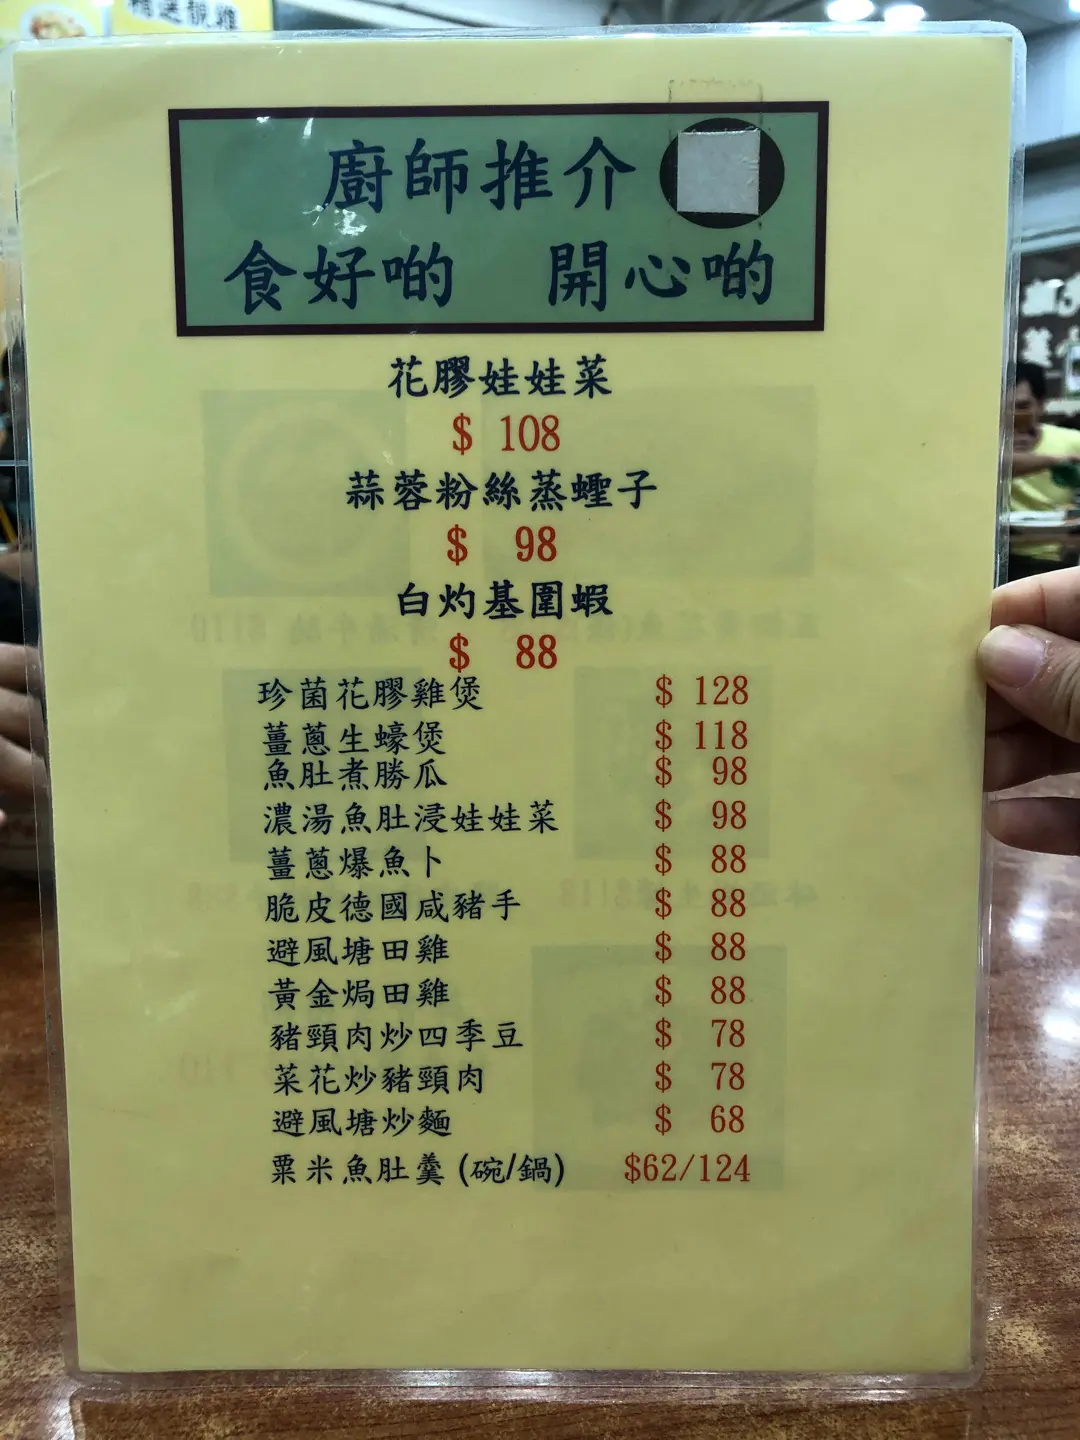 精選靚雞
廚師推介
食好啲 開心啲
花膠娃娃菜
$ 108
蒜蓉粉絲蒸蟶子
$ 98
白灼基圍蝦
$ 88
珍菌花膠雞煲 $ 128
薑蔥生蠔煲 $ 118
魚肚煮勝瓜 $ 98
濃湯魚肚浸娃娃菜 $ 98
薑蔥爆魚卜 $ 88
脆皮德國咸豬手 $ 88
避風塘田雞 $ 88
黃金焗田雞 $ 88
豬頸肉炒四季豆 $ 78
菜花炒豬頸肉 $ 78
避風塘炒麵 $ 68
粟米魚肚羹 (碗/鍋) $62/124